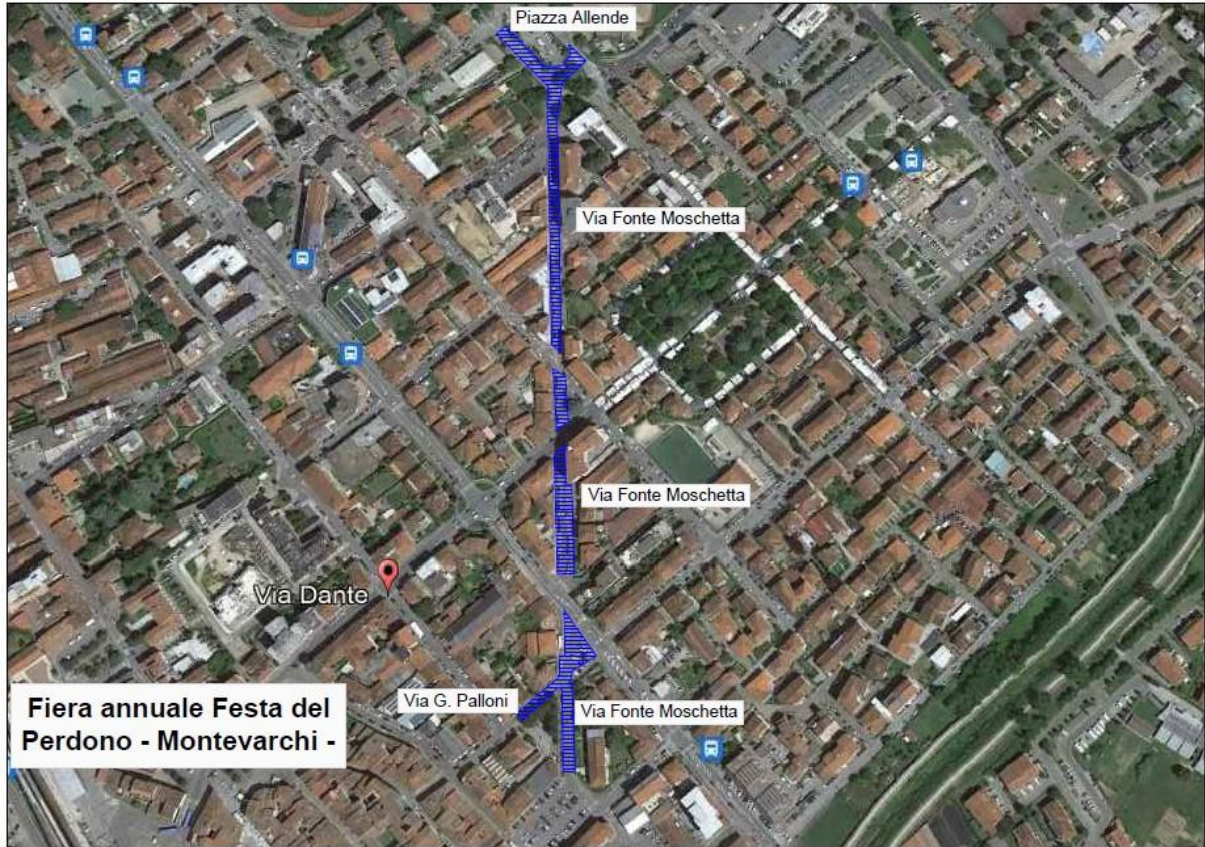 Piazza Allende
Via Fonte Moschetta
Via Fonte Moschetta
Via Dante
Via G. Palloni
Via Fonte Moschetta
Fiera annuale Festa del
Perdono - Montevarchi -